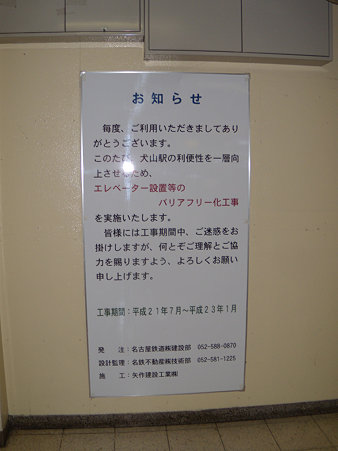 お知らせ
毎度、ご利用いただきましてあり
がとうございます。
このたび、犬山駅の利便性を一層向
上させるため、
エレベーター設置等の
バリアフリー化工事
を実施いたします。
皆様には工事期間中、ご迷惑をお
掛けしますが、何とぞご理解とご協
力を賜りますよう、よろしくお願い
申し上げます。
工事期間：平成21年7月～平成23年1月
発　　注：名古屋鉄道㈱建設部　052-588-0870
設計監理：名鉄不動産㈱技術部　052-581-1225
施　　工：矢作建設工業㈱